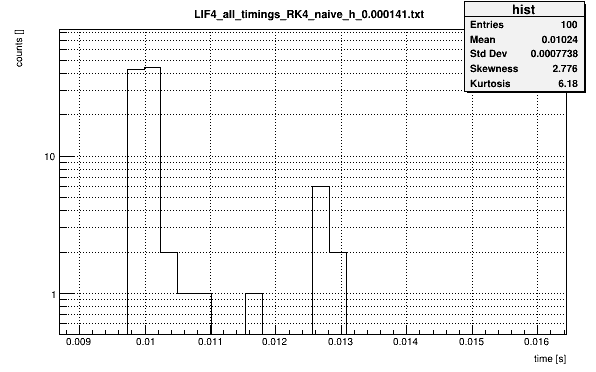 LIF4_all_timings_RK4_naive_h_0.000141.txt
hist
Entries 100
Mean 0.01024
Std Dev 0.0007738
Skewness 2.776
Kurtosis 6.18
counts []
10
1
0.009 0.01 0.011 0.012 0.013 0.014 0.015 0.016
time [s]